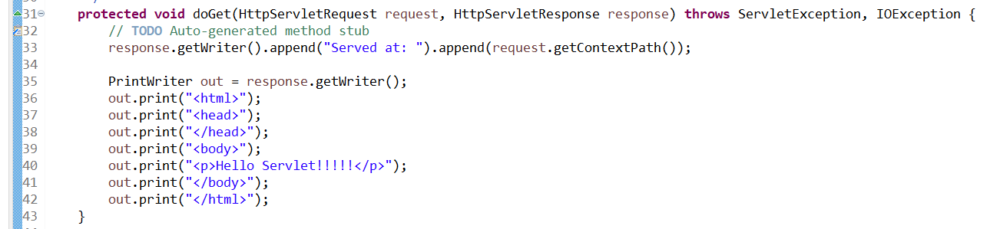 31 protected void doGet(HttpServletRequest request, HttpServletResponse response) throws ServletException, IOException {
32 // TODO Auto-generated method stub
33 response.getWriter().append("Served at: ").append(request.getContextPath());
34
35 PrintWriter out = response.getWriter();
36 out.print("<html>");
37 out.print("<head>");
38 out.print("</head>");
39 out.print("<body>");
40 out.print("<p>Hello Servlet!!!!!</p>");
41 out.print("</body>");
42 out.print("</html>");
43 }